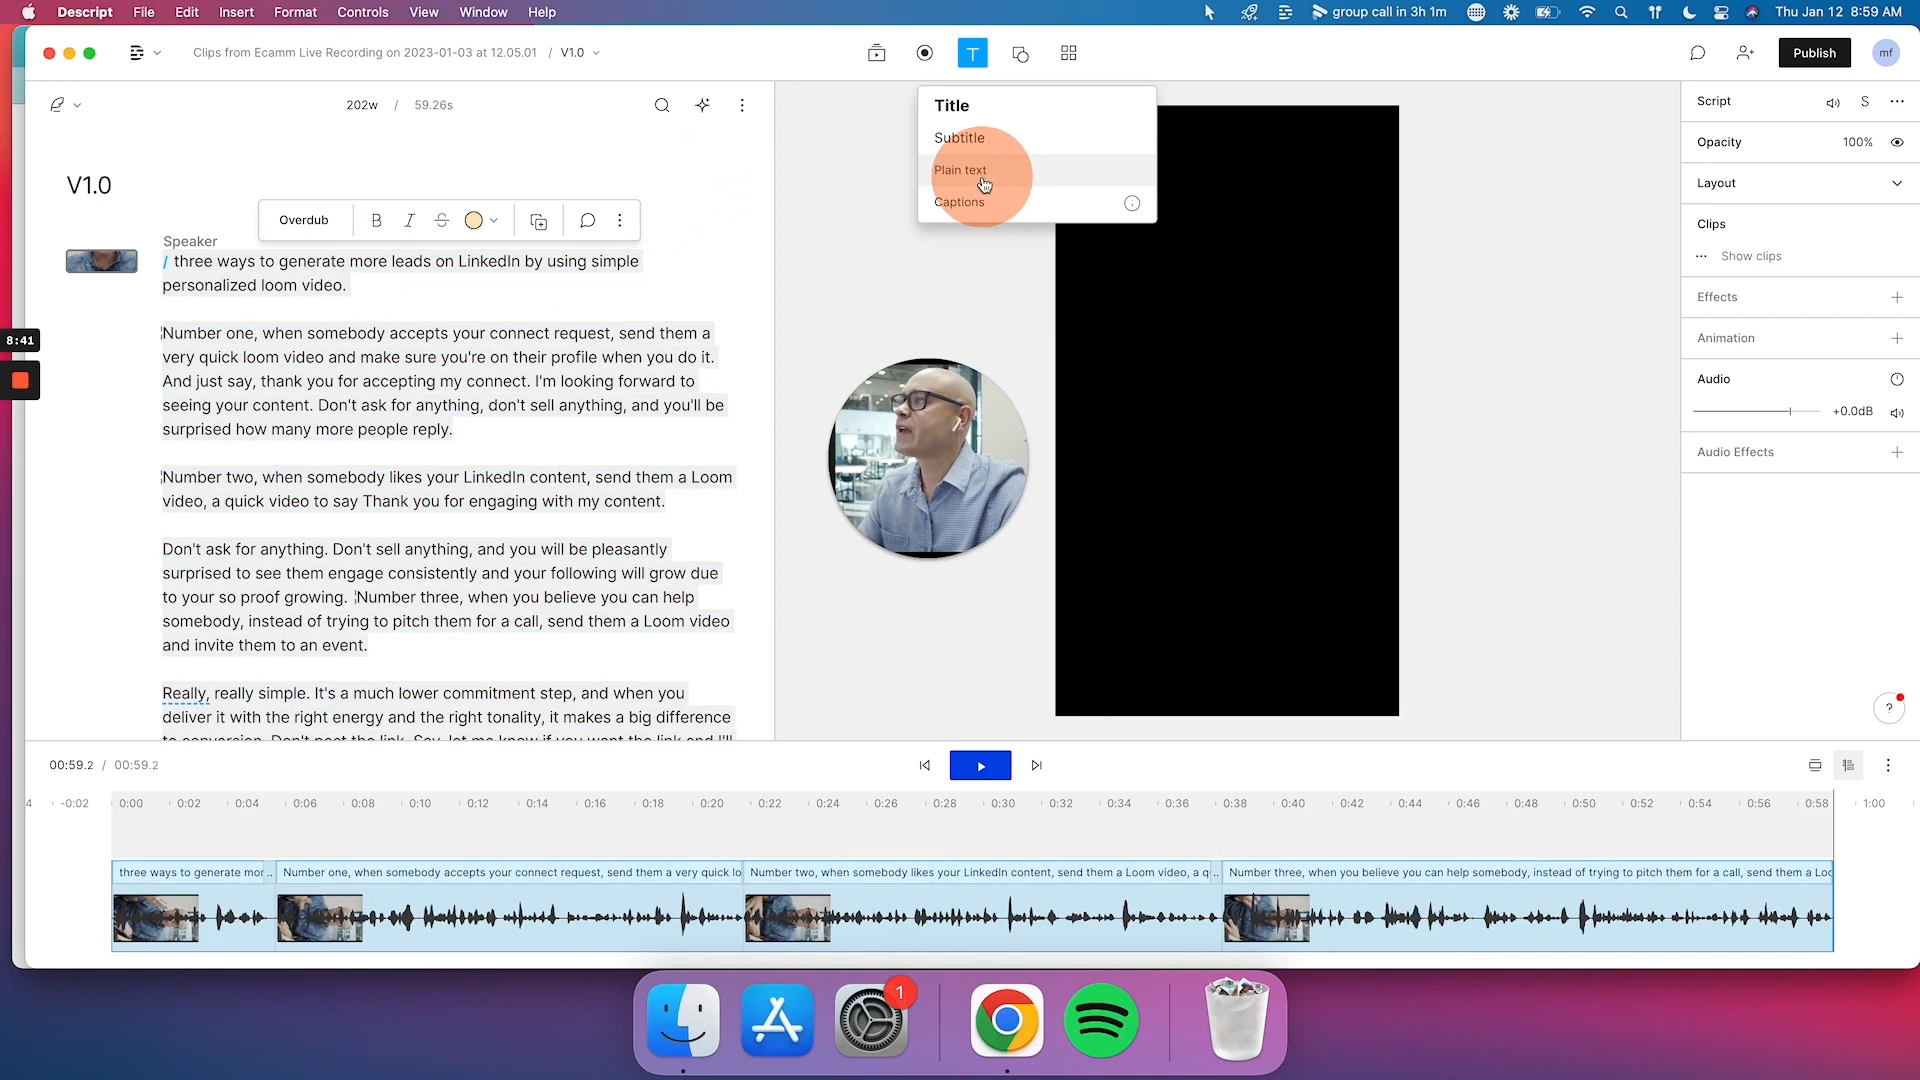 Descript File Edit Insert Format Controls View Window Help
group call in 3h 1m
Thu Jan 12 8:59 AM
Clips from Ecamm Live Recording on 2023-01-03 at 12.05.01 / V1.0
T
Publish
mf
202w / 59.26s
Title
Subtitle
Plain text
Captions
V1.0
Overdub B I S
Speaker
/ three ways to generate more leads on LinkedIn by using simple
personalized loom video.
Number one, when somebody accepts your connect request, send them a
very quick loom video and make sure you're on their profile when you do it.
And just say, thank you for accepting my connect. I'm looking forward to
seeing your content. Don't ask for anything, don't sell anything, and you'll be
surprised how many more people reply.
Number two, when somebody likes your LinkedIn content, send them a Loom
video, a quick video to say Thank you for engaging with my content.
Don't ask for anything. Don't sell anything, and you will be pleasantly
surprised to see them engage consistently and your following will grow due
to your so proof growing. Number three, when you believe you can help
somebody, instead of trying to pitch them for a call, send them a Loom video
and invite them to an event.
Really, really simple. It's a much lower commitment step, and when you
deliver it with the right energy and the right tonality, it makes a big difference
to conversion. Don't post the link. Say, let me know if you want the link and I'll
8:41
Script S
Opacity 100%
Layout
Clips
Show clips
Effects
Animation
Audio
+0.0dB
Audio Effects
?
00:59.2 / 00:59.2
4 -0:02 0:00 0:02 0:04 0:06 0:08 0:10 0:12 0:14 0:16 0:18 0:20 0:22 0:24 0:26 0:28 0:30 0:32 0:34 0:36 0:38 0:40 0:42 0:44 0:46 0:48 0:50 0:52 0:54 0:56 0:58 1:00
three ways to generate mor ..
Number one, when somebody accepts your connect request, send them a very quick lo
Number two, when somebody likes your LinkedIn content, send them a Loom video, a q ..
Number three, when you believe you can help somebody, instead of trying to pitch them for a call, send them a Loo
1